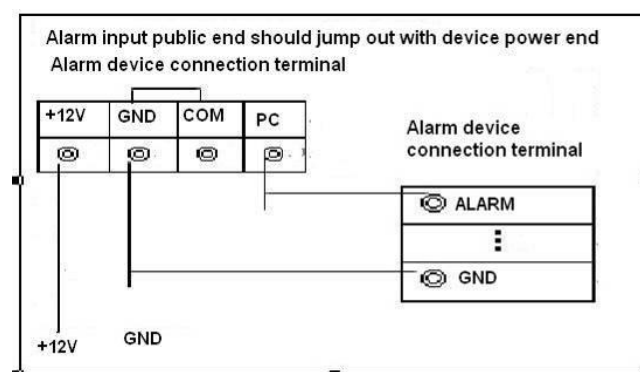 Alarm input public end should jump out with device power end
Alarm device connection terminal
+12V GND COM PC
Alarm device
connection terminal
ALARM
GND
+12V GND